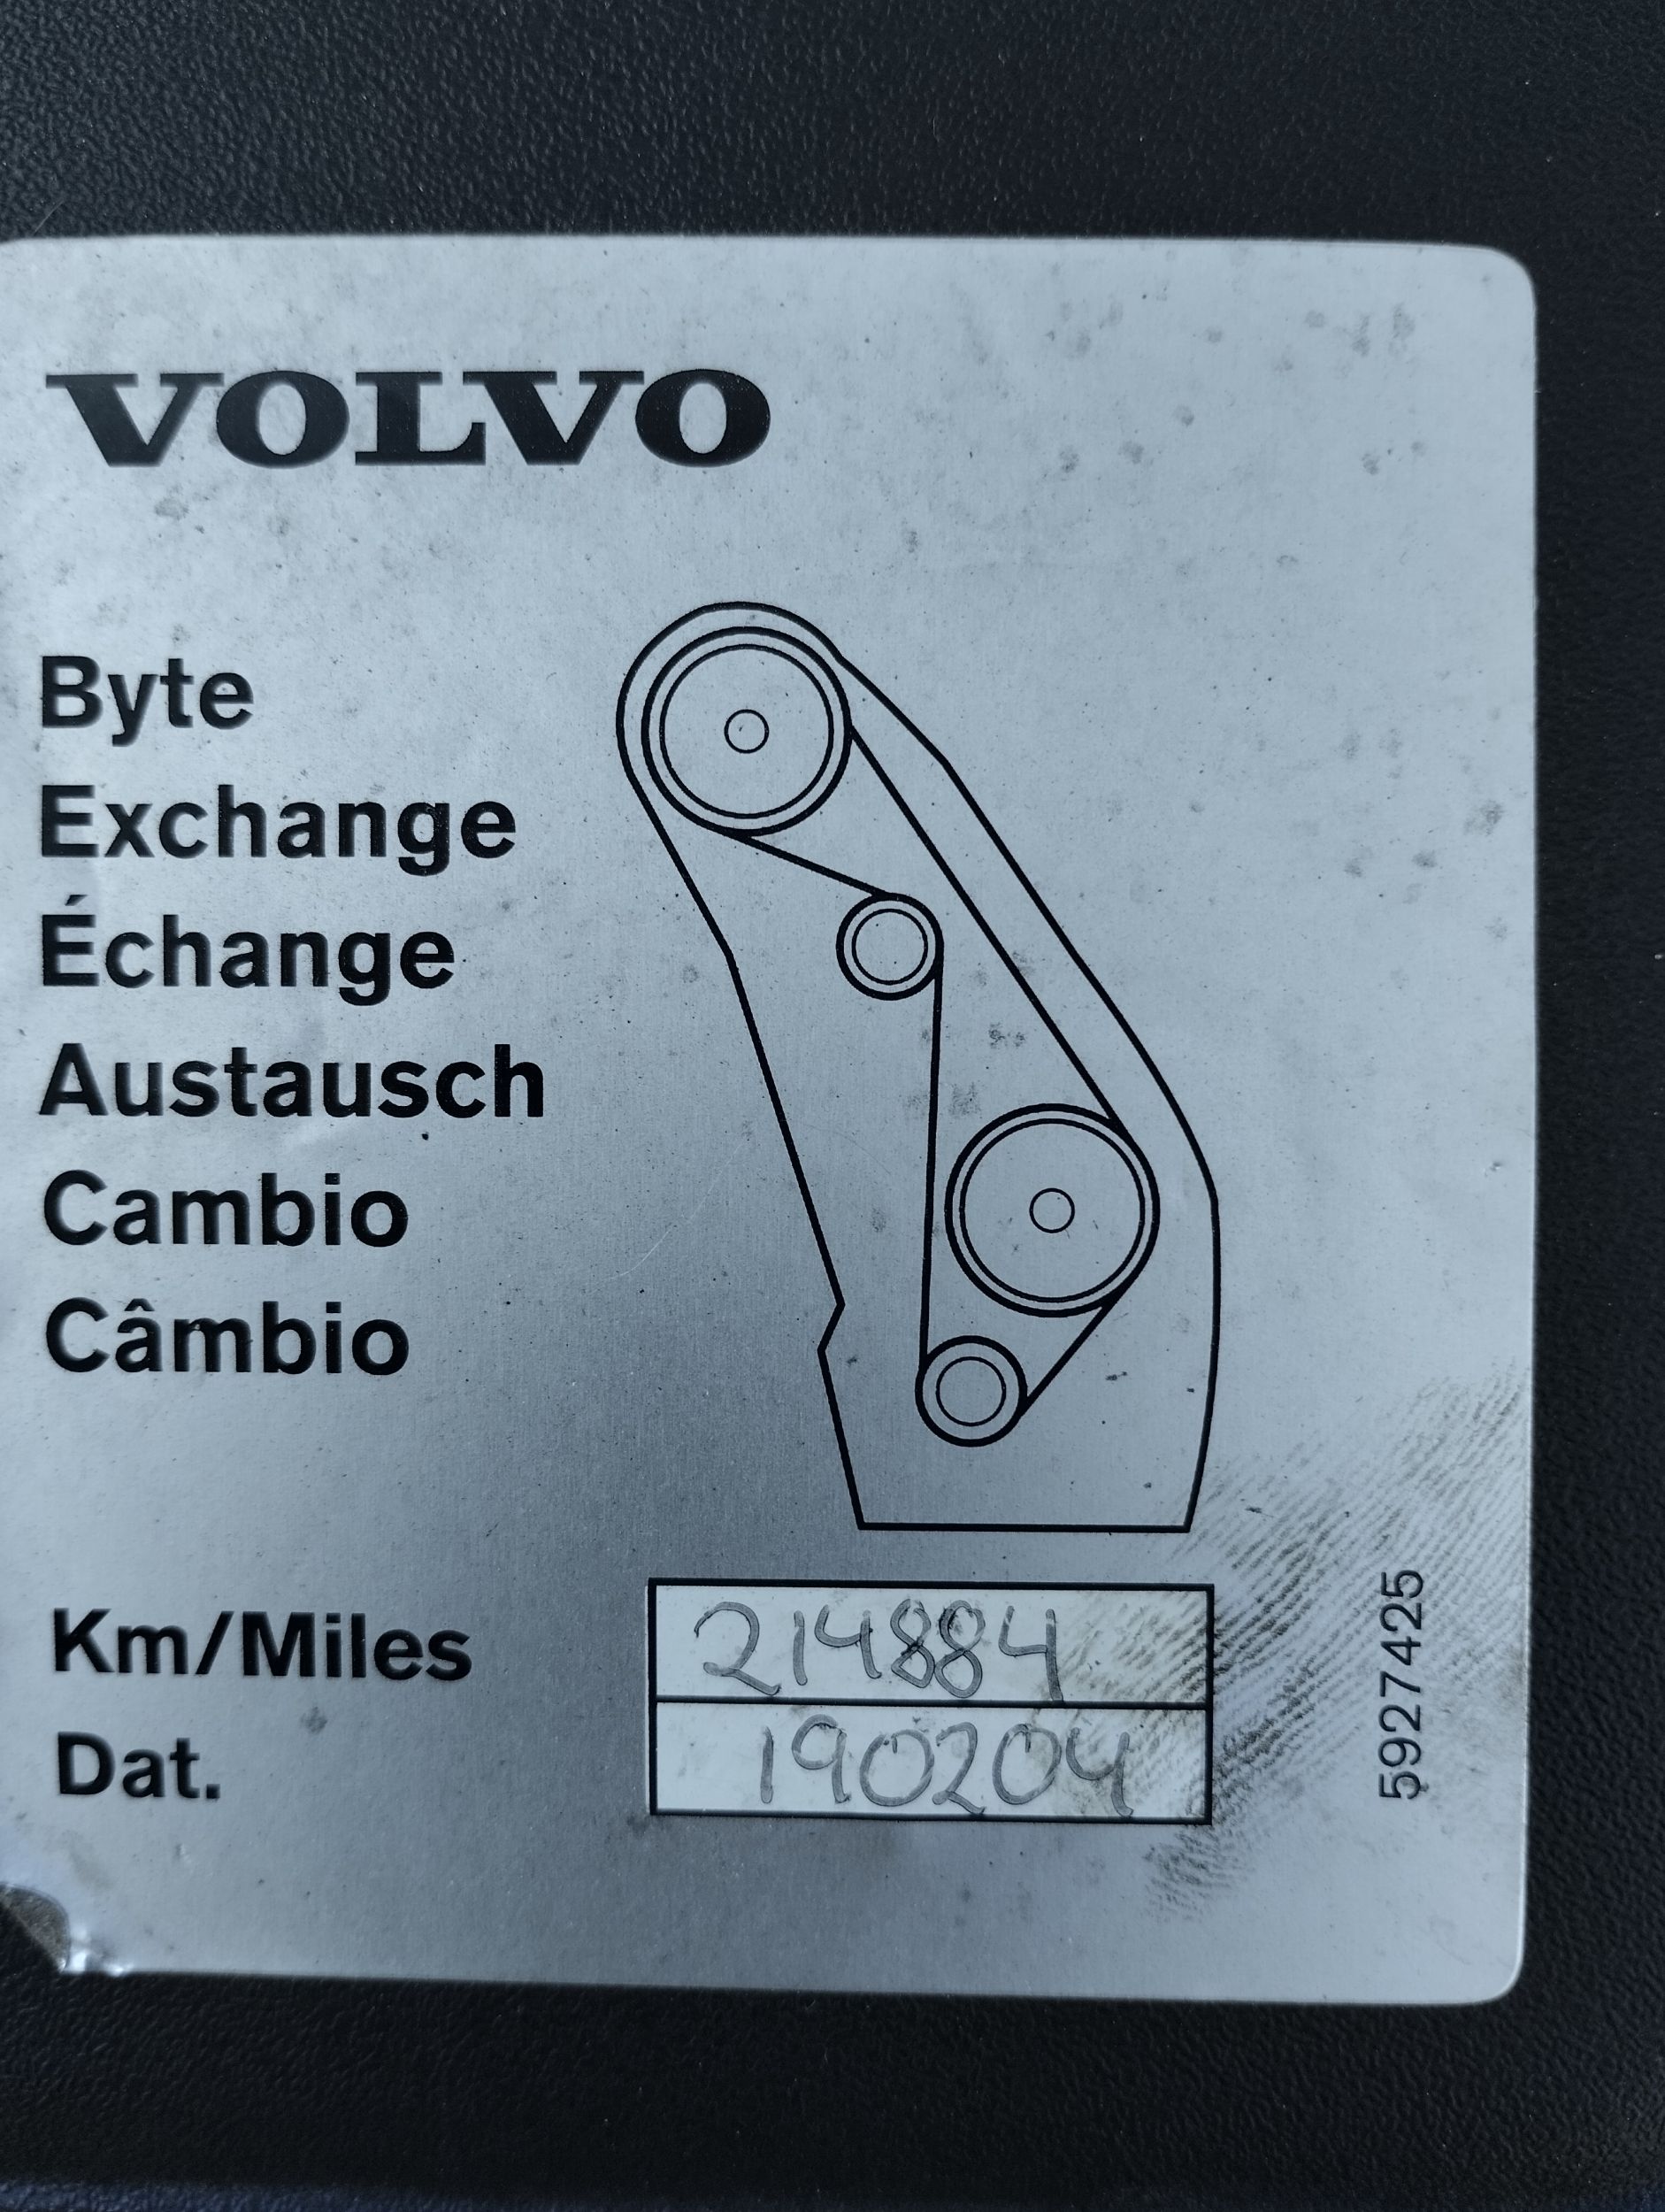 VOLVO
Byte
Exchange
Échange
Austausch
Cambio
Câmbio
Km/Miles 214884
Dat. 190204
5927425